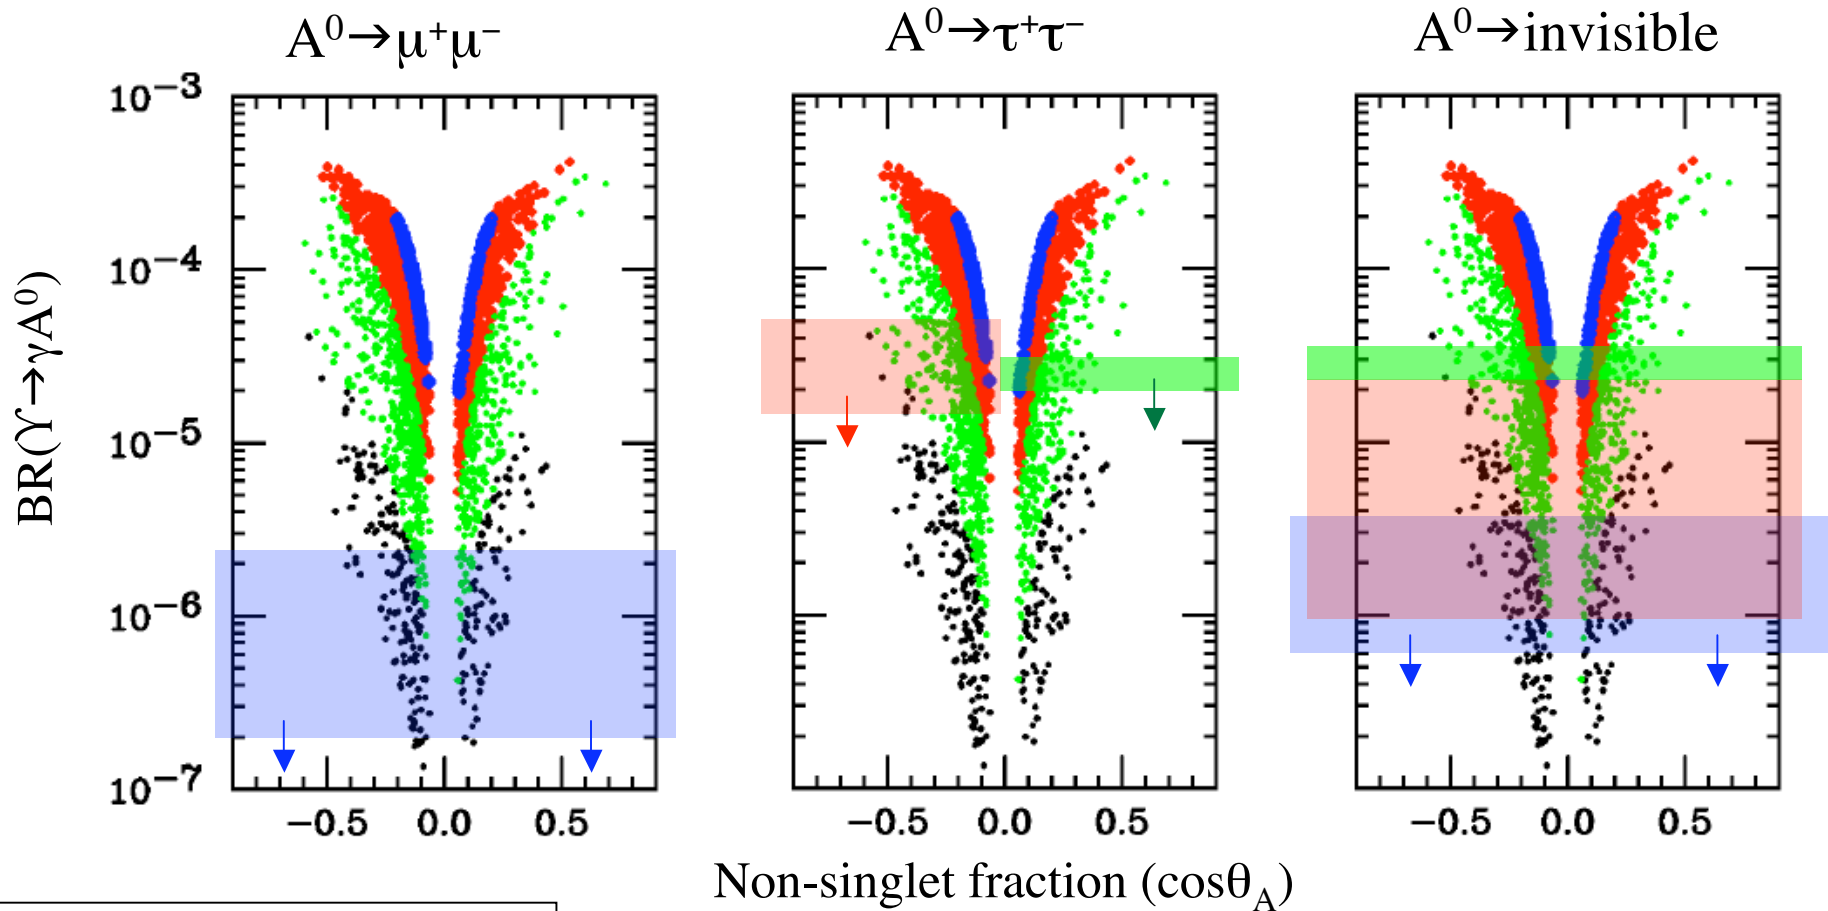 A⁰→μ⁺μ⁻ A⁰→τ⁺τ⁻ A⁰→invisible
10⁻³
10⁻⁴
10⁻⁵
10⁻⁶
10⁻⁷
BR(ϒ→γA⁰)
−0.5 0.0 0.5 −0.5 0.0 0.5 −0.5 0.0 0.5
Non-singlet fraction (cosθ_A)